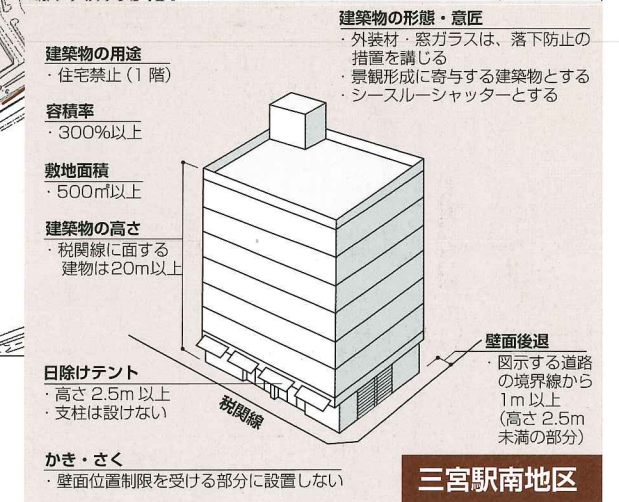 建築物の形態・意匠
・外装材・窓ガラスは、落下防止の
措置を講じる
・景観形成に寄与する建築物とする
・シースルーシャッターとする
建築物の用途
・住宅禁止(1階)
容積率
・300%以上
敷地面積
・500㎡以上
建築物の高さ
・税関線に面する
建物は20m以上
日除けテント
・高さ2.5m以上
・支柱は設けない
税関線
壁面後退
・図示する道路
の境界線から
1m以上
(高さ2.5m
未満の部分)
かき・さく
・壁面位置制限を受ける部分に設置しない
三宮駅南地区